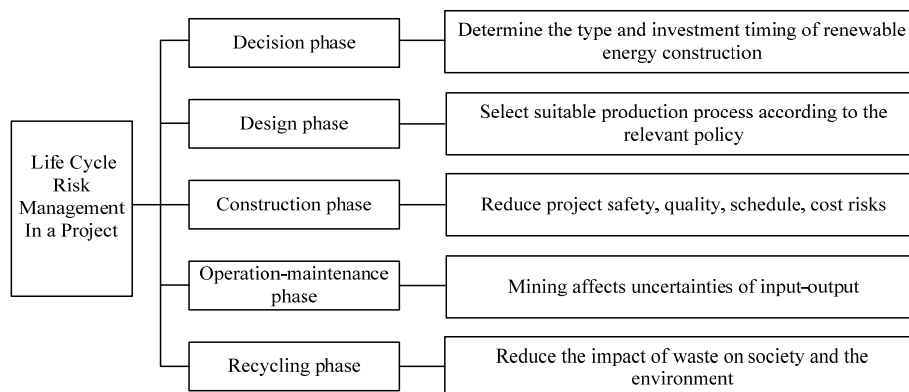 Life Cycle
Risk
Management
In a Project
Decision phase
Determine the type and investment timing of renewable
energy construction
Design phase
Select suitable production process according to the
relevant policy
Construction phase
Reduce project safety, quality, schedule, cost risks
Operation-maintenance
phase
Mining affects uncertainties of input-output
Recycling phase
Reduce the impact of waste on society and the
environment